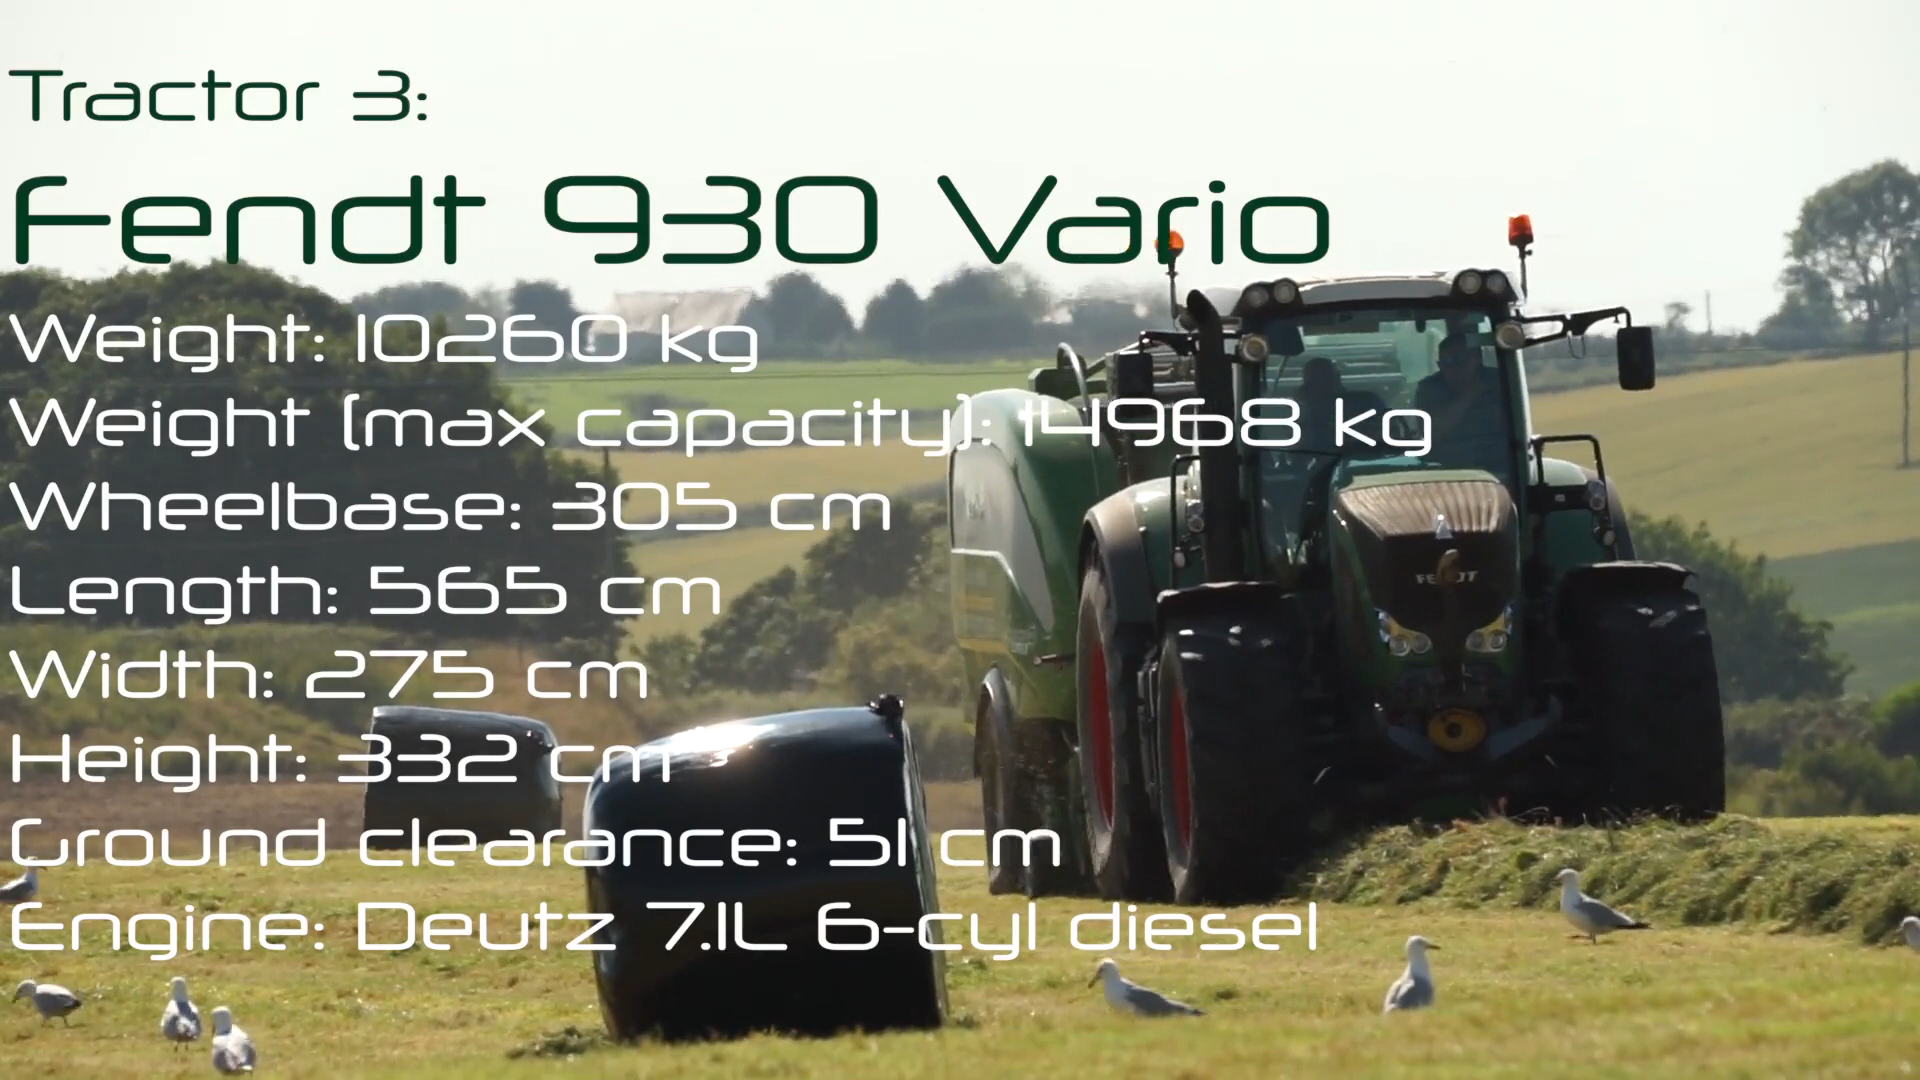 Tractor 3:
Fendt 930 Vario
Weight: 10260 kg
Weight (max capacity): 14968 kg
Wheelbase: 305 cm
Length: 565 cm
Width: 275 cm
Height: 332 cm
Ground clearance: 51 cm
Engine: Deutz 7.1L 6-cyl diesel
FENDT